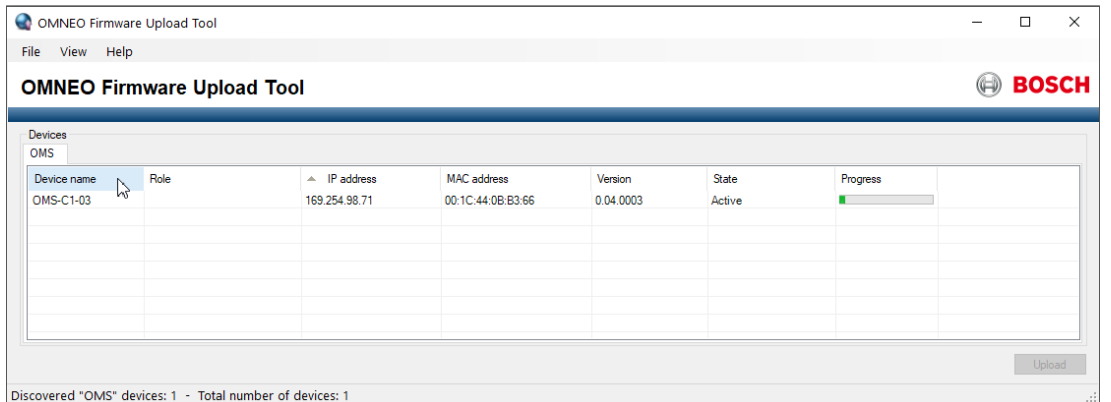 OMNEO Firmware Upload Tool
File View Help
OMNEO Firmware Upload Tool
BOSCH
Devices
OMS
Device name Role IP address MAC address Version State Progress
OMS-C1-03 169.254.98.71 00:1C:44:0B:B3:66 0.04.0003 Active
Upload
Discovered "OMS" devices: 1 - Total number of devices: 1